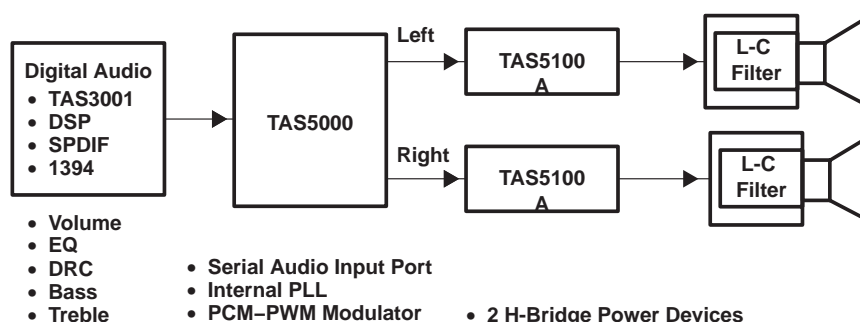 Digital Audio
• TAS3001
• DSP
• SPDIF
• 1394
TAS5000
Left
Right
TAS5100
A
TAS5100
A
L-C
Filter
L-C
Filter
• Volume
• EQ
• DRC
• Bass
• Treble
• Serial Audio Input Port
• Internal PLL
• PCM–PWM Modulator
• 2 H-Bridge Power Devices